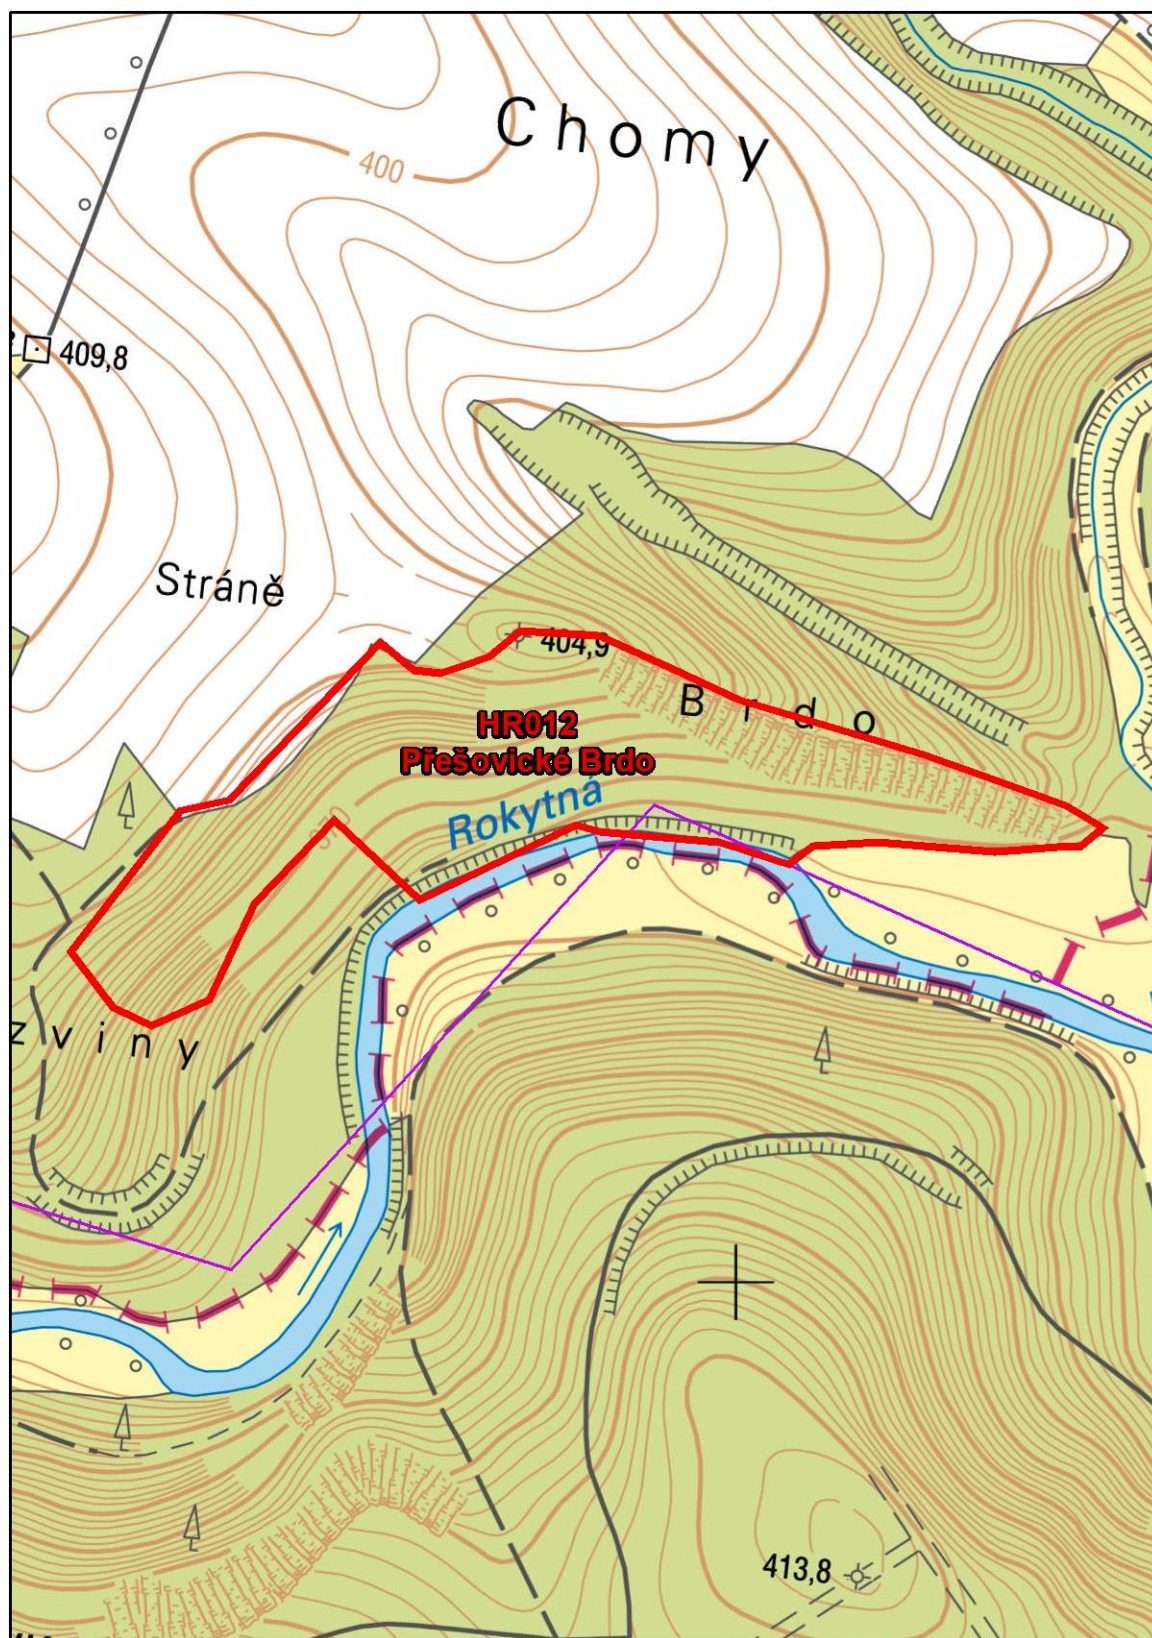 Chomy
400
409,8
Stráně
404,9
Brdo
HR012
Přešovické Brdo
Rokytná
zviny
413,8